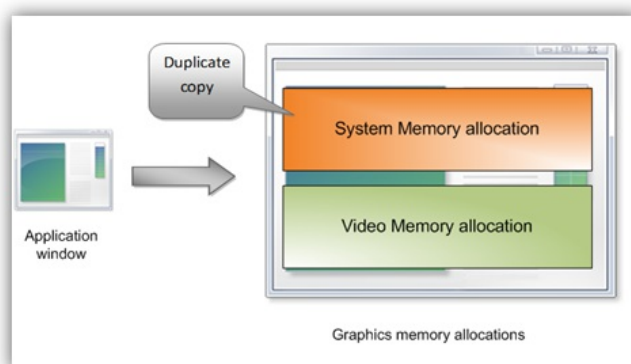 Duplicate
copy
System Memory allocation
Video Memory allocation
Application
window
Graphics memory allocations